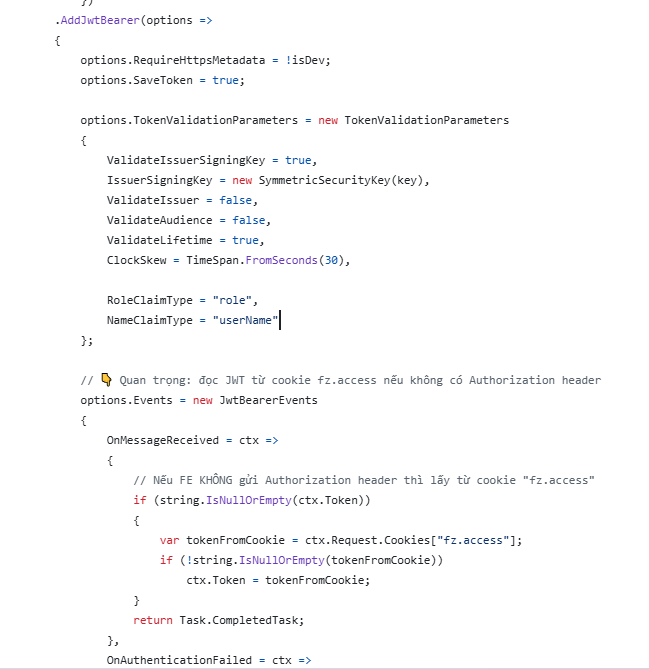 })
.AddJwtBearer(options =>
{
options.RequireHttpsMetadata = !isDev;
options.SaveToken = true;
options.TokenValidationParameters = new TokenValidationParameters
{
ValidateIssuerSigningKey = true,
IssuerSigningKey = new SymmetricSecurityKey(key),
ValidateIssuer = false,
ValidateAudience = false,
ValidateLifetime = true,
ClockSkew = TimeSpan.FromSeconds(30),
RoleClaimType = "role",
NameClaimType = "userName"
};
// 👇 Quan trọng: đọc JWT từ cookie fz.access nếu không có Authorization header
options.Events = new JwtBearerEvents
{
OnMessageReceived = ctx =>
{
// Nếu FE KHÔNG gửi Authorization header thì lấy từ cookie "fz.access"
if (string.IsNullOrEmpty(ctx.Token))
{
var tokenFromCookie = ctx.Request.Cookies["fz.access"];
if (!string.IsNullOrEmpty(tokenFromCookie))
ctx.Token = tokenFromCookie;
}
return Task.CompletedTask;
},
OnAuthenticationFailed = ctx =>